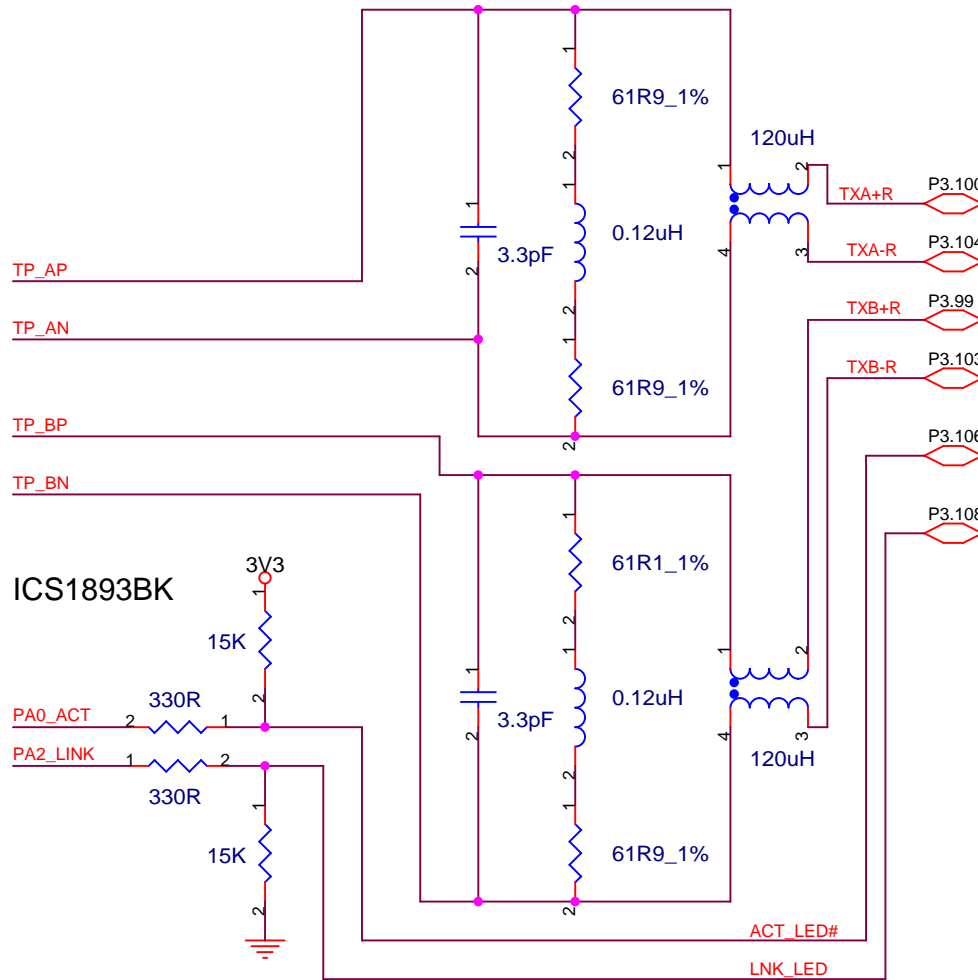 61R9_1%
120uH
1
2
1
2
TXA+R
P3.100
1
1
0.12uH
3.3pF
TP_AP
2
4
3
TXA-R
P3.104
TP_AN
2
1
TXB+R
P3.99
61R9_1%
TXB-R
P3.103
TP_BP
2
P3.106
TP_BN
1
P3.108
3V3
61R1_1%
ICS1893BK
1
15K
2
1
1
1
2
0.12uH
330R
2
3.3pF
PA0_ACT
2
1
2
4
3
PA2_LINK
1
2
120uH
330R
2
1
1
15K
61R9_1%
2
2
ACT_LED#
LNK_LED